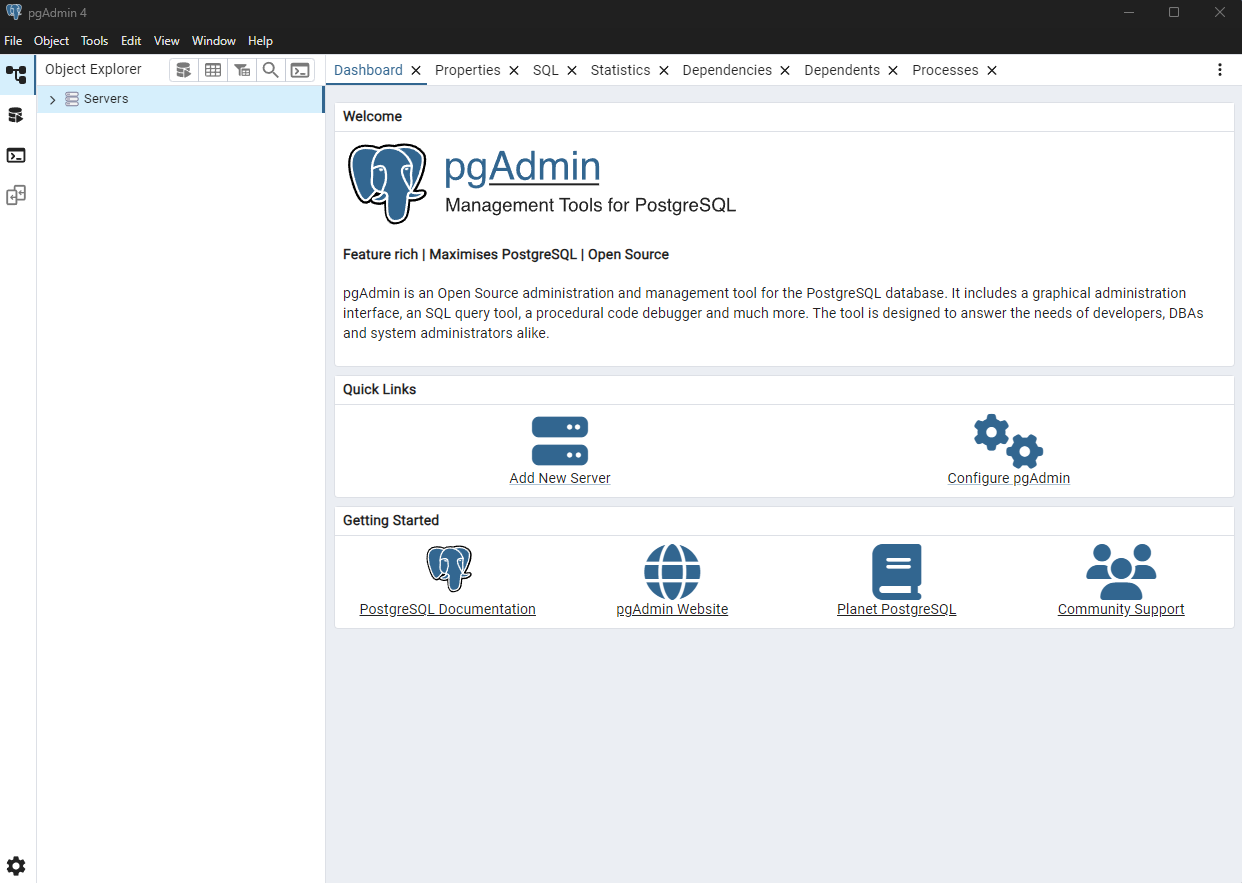 pgAdmin 4
File Object Tools Edit View Window Help
Object Explorer
Dashboard Properties SQL Statistics Dependencies Dependents Processes
Servers
Welcome
pgAdmin
Management Tools for PostgreSQL
Feature rich | Maximises PostgreSQL | Open Source
pgAdmin is an Open Source administration and management tool for the PostgreSQL database. It includes a graphical administration
interface, an SQL query tool, a procedural code debugger and much more. The tool is designed to answer the needs of developers, DBAs
and system administrators alike.
Quick Links
Add New Server
Configure pgAdmin
Getting Started
PostgreSQL Documentation
pgAdmin Website
Planet PostgreSQL
Community Support